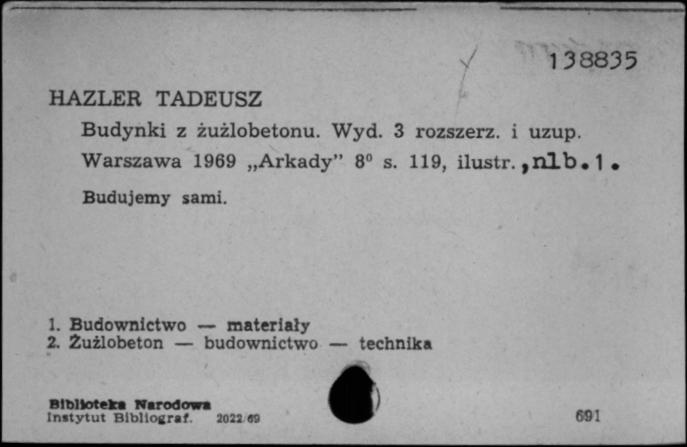 138835
HAZLER TADEUSZ
Budynki z żużlobetonu. Wyd. 3 rozszerz. i uzup.
Warszawa 1969 „Arkady” 8⁰ s. 119, ilustr. , nlb. 1 .
Budujemy sami.
1. Budownictwo — materiały
2. Żużlobeton — budownictwo — technika
Biblioteka Narodowa
Instytut Bibliograf. 2022/69
691